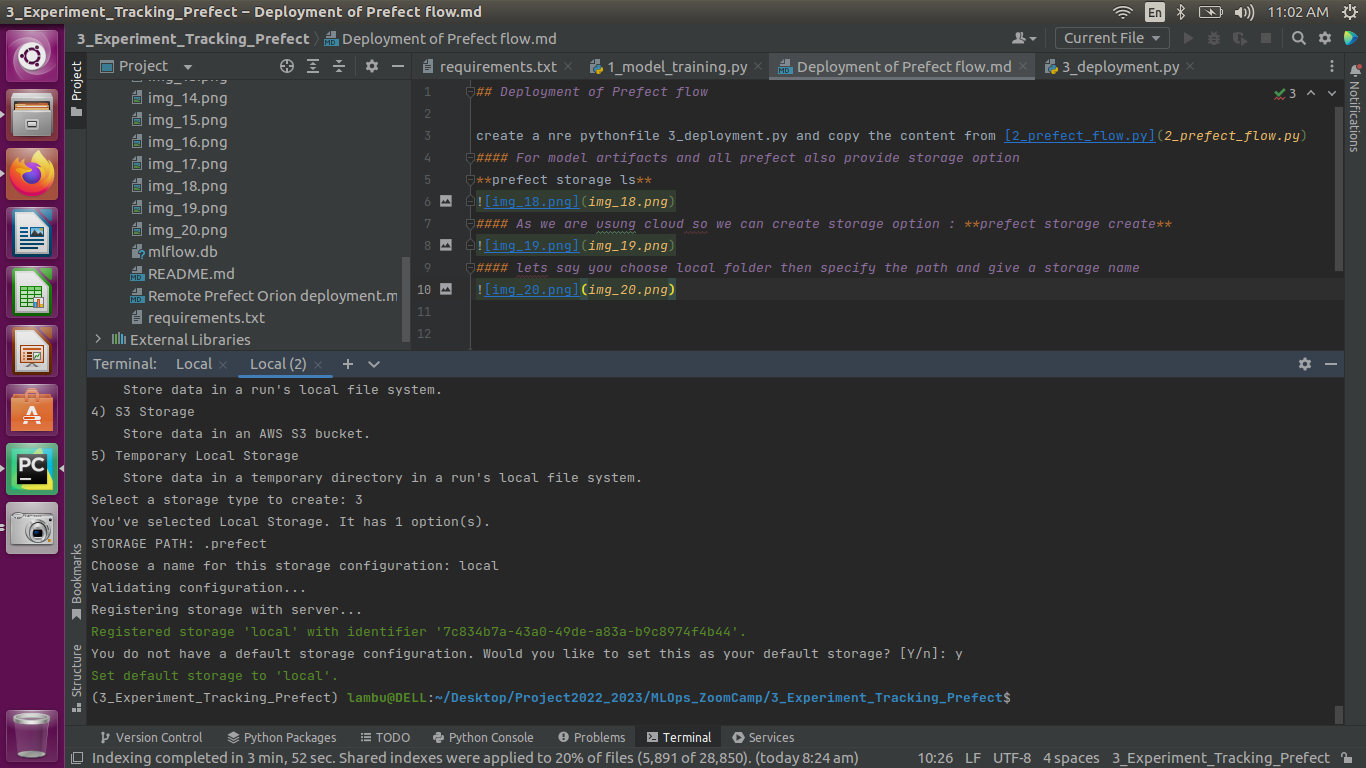 3_Experiment_Tracking_Prefect – Deployment of Prefect flow.md
En
11:02 AM
3_Experiment_Tracking_Prefect
Deployment of Prefect flow.md
Current File
Project
Project
requirements.txt
1_model_training.py
Deployment of Prefect flow.md
3_deployment.py
Notifications
img_14.png
img_15.png
img_16.png
img_17.png
img_18.png
img_19.png
img_20.png
mlflow.db
README.md
Remote Prefect Orion deployment.m
requirements.txt
External Libraries
3
1 ## Deployment of Prefect flow
2
3 create a nre pythonfile 3_deployment.py and copy the content from [2_prefect_flow.py](2_prefect_flow.py)
4 #### For model artifacts and all prefect also provide storage option
5 **prefect storage ls**
6 ![img_18.png](img_18.png)
7 #### As we are usung cloud so we can create storage option : **prefect storage create**
8 ![img_19.png](img_19.png)
9 #### lets say you choose local folder then specify the path and give a storage name
10 ![img_20.png](img_20.png)
11
12
Terminal: Local Local (2)
Store data in a run's local file system.
4) S3 Storage
Store data in an AWS S3 bucket.
5) Temporary Local Storage
Store data in a temporary directory in a run's local file system.
Select a storage type to create: 3
You've selected Local Storage. It has 1 option(s).
STORAGE PATH: .prefect
Choose a name for this storage configuration: local
Validating configuration...
Registering storage with server...
Registered storage 'local' with identifier '7c834b7a-43a0-49de-a83a-b9c8974f4b44'.
You do not have a default storage configuration. Would you like to set this as your default storage? [Y/n]: y
Set default storage to 'local'.
(3_Experiment_Tracking_Prefect) lambu@DELL:~/Desktop/Project2022_2023/MLOps_ZoomCamp/3_Experiment_Tracking_Prefect$
Bookmarks
Structure
PC
Version Control Python Packages TODO Python Console Problems Terminal Services
Indexing completed in 3 min, 52 sec. Shared indexes were applied to 20% of files (5,891 of 28,850). (today 8:24 am) 10:26 LF UTF-8 4 spaces 3_Experiment_Tracking_Prefect